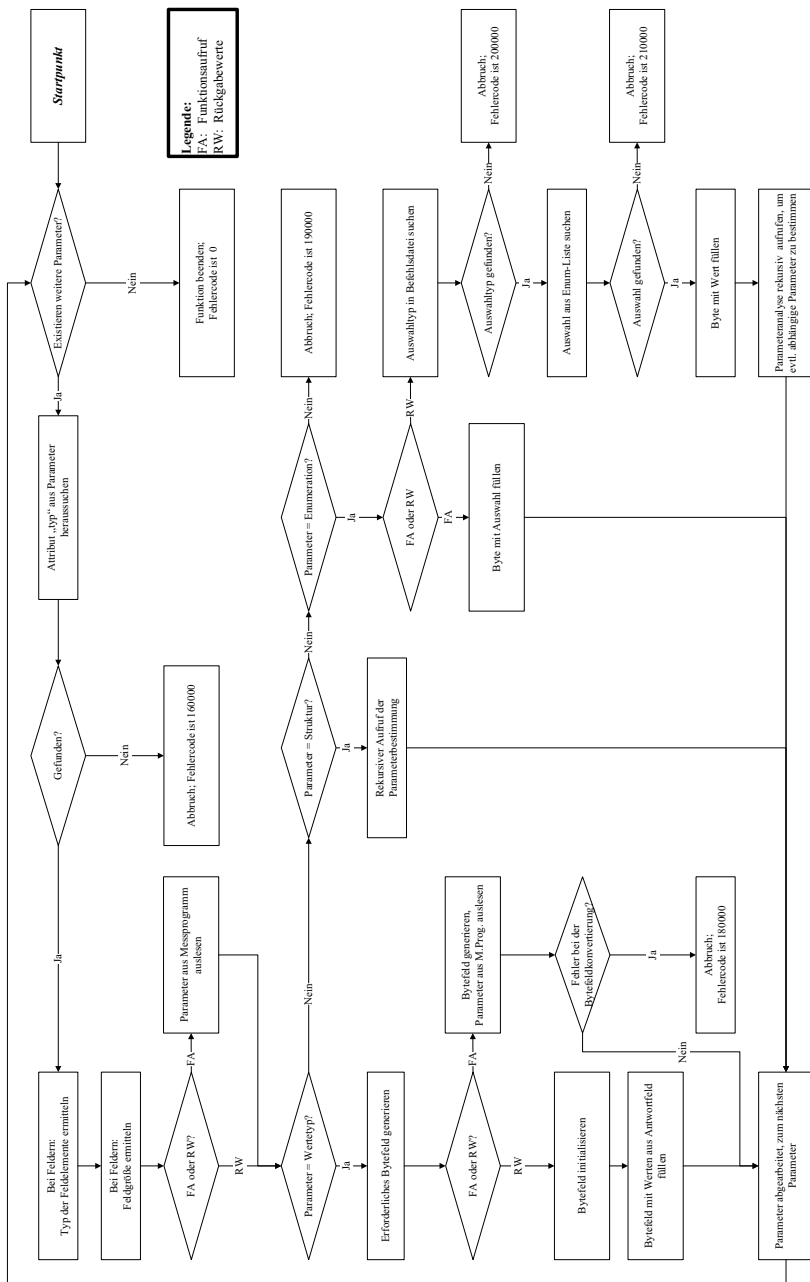 Startpunkt
Legende:
FA: Funktionsaufruf
RW: Rückgabewerte
Existieren weitere Parameter?
Nein
Funktion beenden;
Fehlercode ist 0
Ja
Attribut „typ“ aus Parameter
heraussuchen
Gefunden?
Nein
Abbruch; Fehlercode ist 160000
Ja
Bei Feldern:
Typ der Feldelemente ermitteln
Bei Feldern:
Feldgröße ermitteln
FA oder RW?
FA
Parameter aus Messprogramm
auslesen
RW
Parameter = Wertetyp?
Nein
Ja
Erforderliches Bytefeld generieren
FA oder RW?
FA
Bytefeld generieren,
Parameter aus M.Prog. auslesen
Fehler bei der
Bytefeldkonvertierung?
Ja
Abbruch;
Fehlercode ist 180000
Nein
RW
Bytefeld initialisieren
Bytefeld mit Werten aus Antwortfeld
füllen
Parameter = Struktur?
Nein
Ja
Rekursiver Aufruf der
Parameterbestimmung
Parameter = Enumeration?
Nein
Abbruch; Fehlercode ist 190000
Ja
FA oder RW
FA
Byte mit Auswahl füllen
RW
Auswahltyp in Befehlsdatei suchen
Auswahltyp gefunden?
Nein
Abbruch;
Fehlercode ist 200000
Ja
Auswahl aus Enum-Liste suchen
Auswahl gefunden?
Nein
Abbruch;
Fehlercode ist 210000
Ja
Byte mit Wert füllen
Parameteranalyse rekursiv aufrufen, um
evtl. abhängige Parameter zu bestimmen
Parameter abgearbeitet, zum nächsten
Parameter